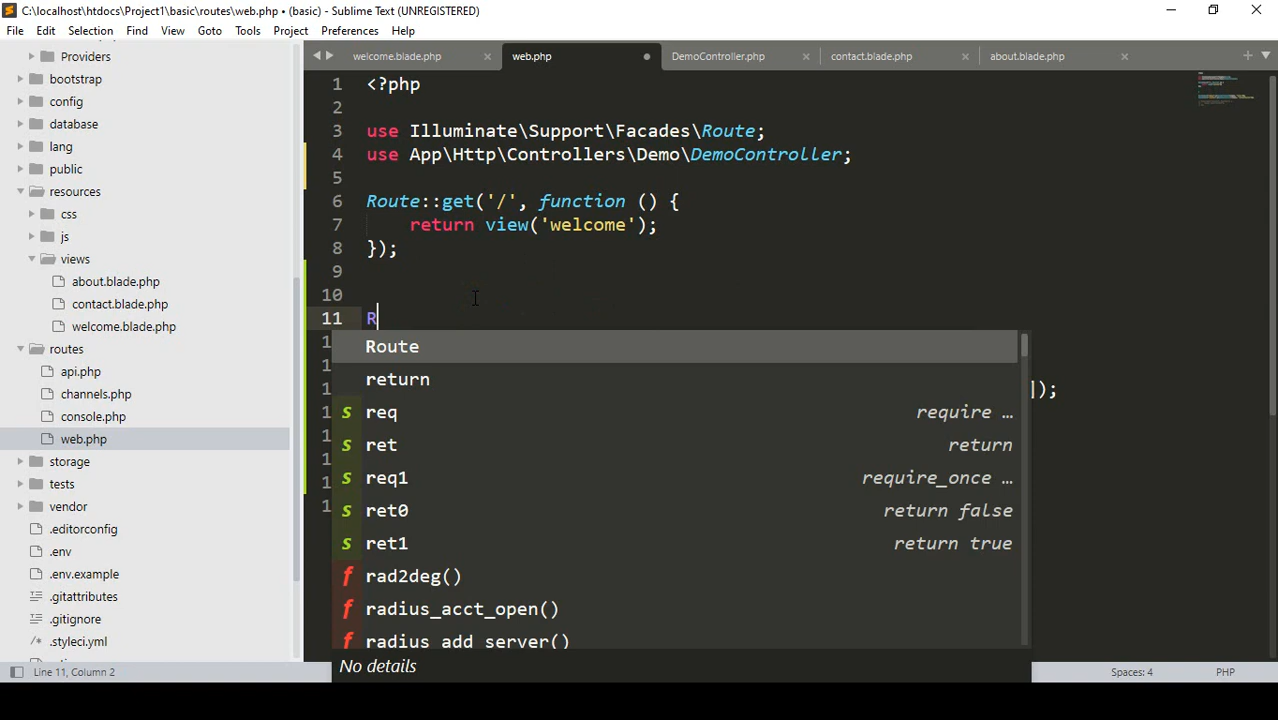 C:\localhost\htdocs\Project1\basic\routes\web.php • (basic) - Sublime Text (UNREGISTERED)
File Edit Selection Find View Goto Tools Project Preferences Help
Providers
bootstrap
config
database
lang
public
resources
css
js
views
about.blade.php
contact.blade.php
welcome.blade.php
routes
api.php
channels.php
console.php
web.php
storage
tests
vendor
.editorconfig
.env
.env.example
.gitattributes
.gitignore
.styleci.yml
welcome.blade.php web.php DemoController.php contact.blade.php about.blade.php
1 <?php
2
3 use Illuminate\Support\Facades\Route;
4 use App\Http\Controllers\Demo\DemoController;
5
6 Route::get('/', function () {
7 return view('welcome');
8 });
9
10
11 R
Route
return
req require …
ret return
req1 require_once …
ret0 return false
ret1 return true
rad2deg()
radius_acct_open()
radius_add_server()
No details
]);
Line 11, Column 2 Spaces: 4 PHP